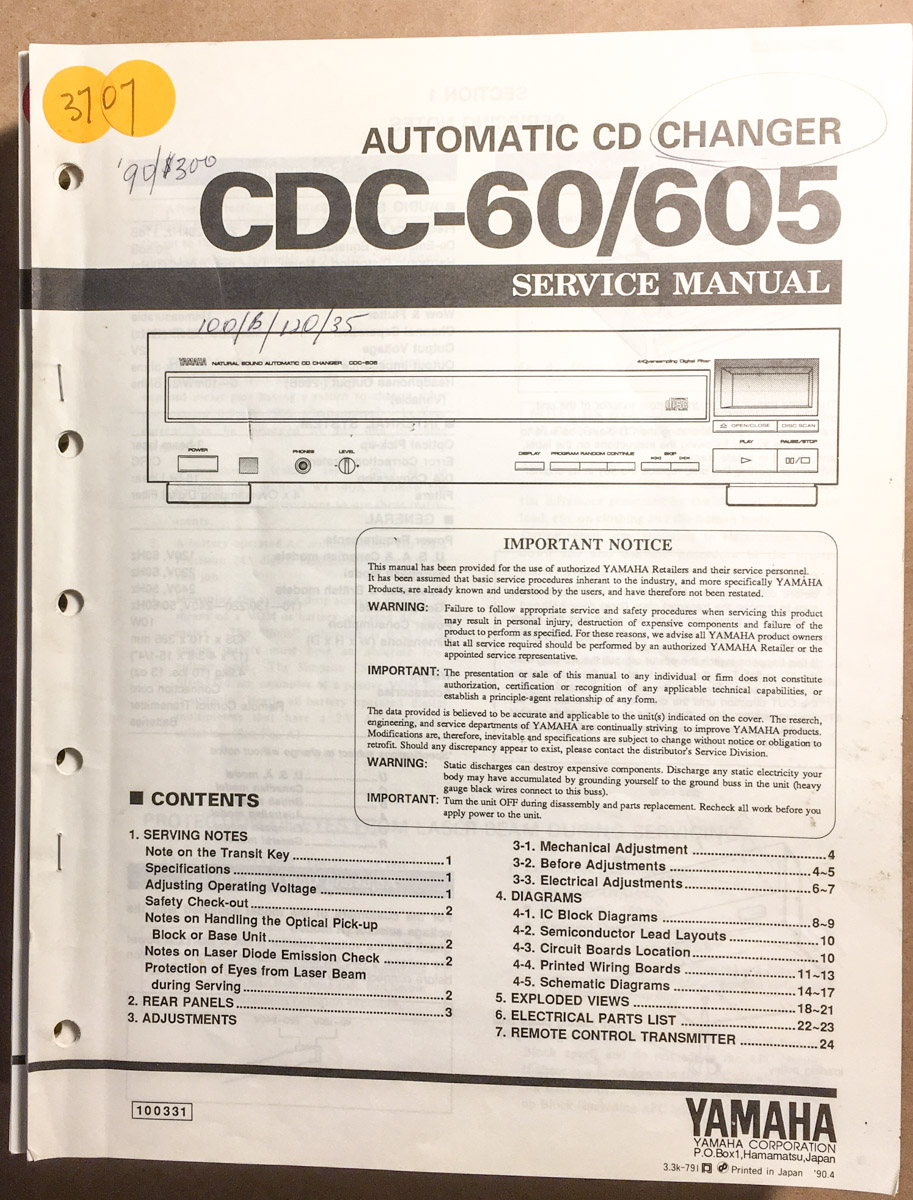 3707
'90/$300
AUTOMATIC CD CHANGER
CDC-60/605
SERVICE MANUAL
100/B/120/35
YAMAHA NATURAL SOUND AUTOMATIC CD CHANGER CDC-605
4×Oversampling Digital Filter
OPEN/CLOSE DISC SCAN
POWER
PHONES LEVEL
DISPLAY PROGRAM RANDOM CONTINUE SKIP
PLAY PAUSE/STOP
IMPORTANT NOTICE
This manual has been provided for the use of authorized YAMAHA Retailers and their service personnel.
It has been assumed that basic service procedures inherant to the industry, and more specifically YAMAHA
Products, are already known and understood by the users, and have therefore not been restated.
WARNING: Failure to follow appropriate service and safety procedures when servicing this product
may result in personal injury, destruction of expensive components and failure of the
product to perform as specified. For these reasons, we advise all YAMAHA product owners
that all service required should be performed by an authorized YAMAHA Retailer or the
appointed service representative.
IMPORTANT: The presentation or sale of this manual to any individual or firm does not constitute
authorization, certification or recognition of any applicable technical capabilities, or
establish a principle-agent relationship of any form.
The data provided is believed to be accurate and applicable to the unit(s) indicated on the cover. The reserch,
engineering, and service departments of YAMAHA are continually striving to improve YAMAHA products.
Modifications are, therefore, inevitable and specifications are subject to change without notice or obligation to
retrofit. Should any discrepancy appear to exist, please contact the distributor's Service Division.
WARNING: Static discharges can destroy expensive components. Discharge any static electricity your
body may have accumulated by grounding yourself to the ground buss in the unit (heavy
gauge black wires connect to this buss).
IMPORTANT: Turn the unit OFF during disassembly and parts replacement. Recheck all work before you
apply power to the unit.
■ CONTENTS
1. SERVING NOTES
Note on the Transit Key ........ 1
Specifications ........ 1
Adjusting Operating Voltage ........ 1
Safety Check-out ........ 2
Notes on Handling the Optical Pick-up
Block or Base Unit ........ 2
Notes on Laser Diode Emission Check ........ 2
Protection of Eyes from Laser Beam
during Serving ........ 2
2. REAR PANELS ........ 3
3. ADJUSTMENTS
3-1. Mechanical Adjustment ........ 4
3-2. Before Adjustments ........ 4~5
3-3. Electrical Adjustments ........ 6~7
4. DIAGRAMS
4-1. IC Block Diagrams ........ 8~9
4-2. Semiconductor Lead Layouts ........ 10
4-3. Circuit Boards Location ........ 10
4-4. Printed Wiring Boards ........ 11~13
4-5. Schematic Diagrams ........ 14~17
5. EXPLODED VIEWS ........ 18~21
6. ELECTRICAL PARTS LIST ........ 22~23
7. REMOTE CONTROL TRANSMITTER ........ 24
100331
YAMAHA
YAMAHA CORPORATION
P.O.Box1,Hamamatsu,Japan
3.3k-791 Printed in Japan '90.4